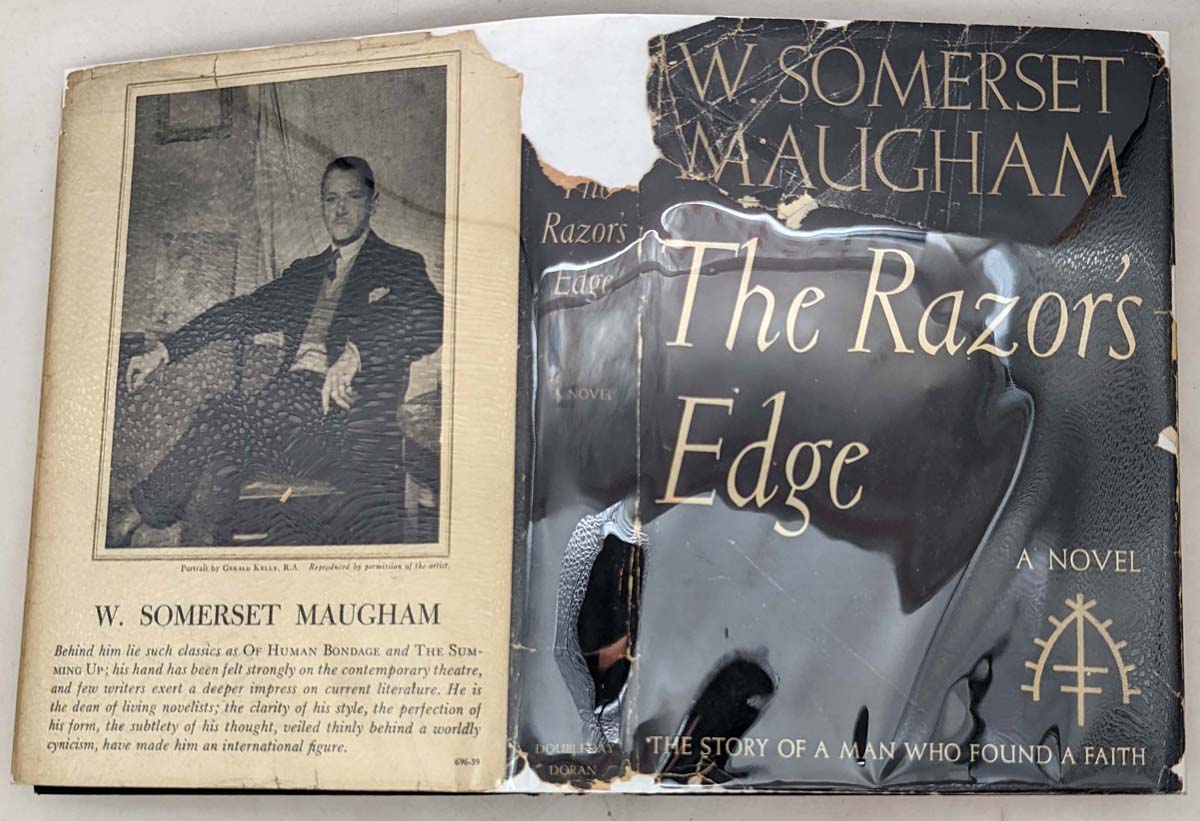 Portrait by GERALD KELLY, R.A. Reproduced by permission of the artist.
W. SOMERSET MAUGHAM
Behind him lie such classics as OF HUMAN BONDAGE and THE SUM-
MING UP; his hand has been felt strongly on the contemporary theatre,
and few writers exert a deeper impress on current literature. He is
the dean of living novelists; the clarity of his style, the perfection of
his form, the subtlety of his thought, veiled thinly behind a worldly
cynicism, have made him an international figure.
696-39
The
Razor's
Edge
A NOVEL
DOUBLEDAY
DORAN
W. SOMERSET
MAUGHAM
The Razor's
Edge
A NOVEL
THE STORY OF A MAN WHO FOUND A FAITH